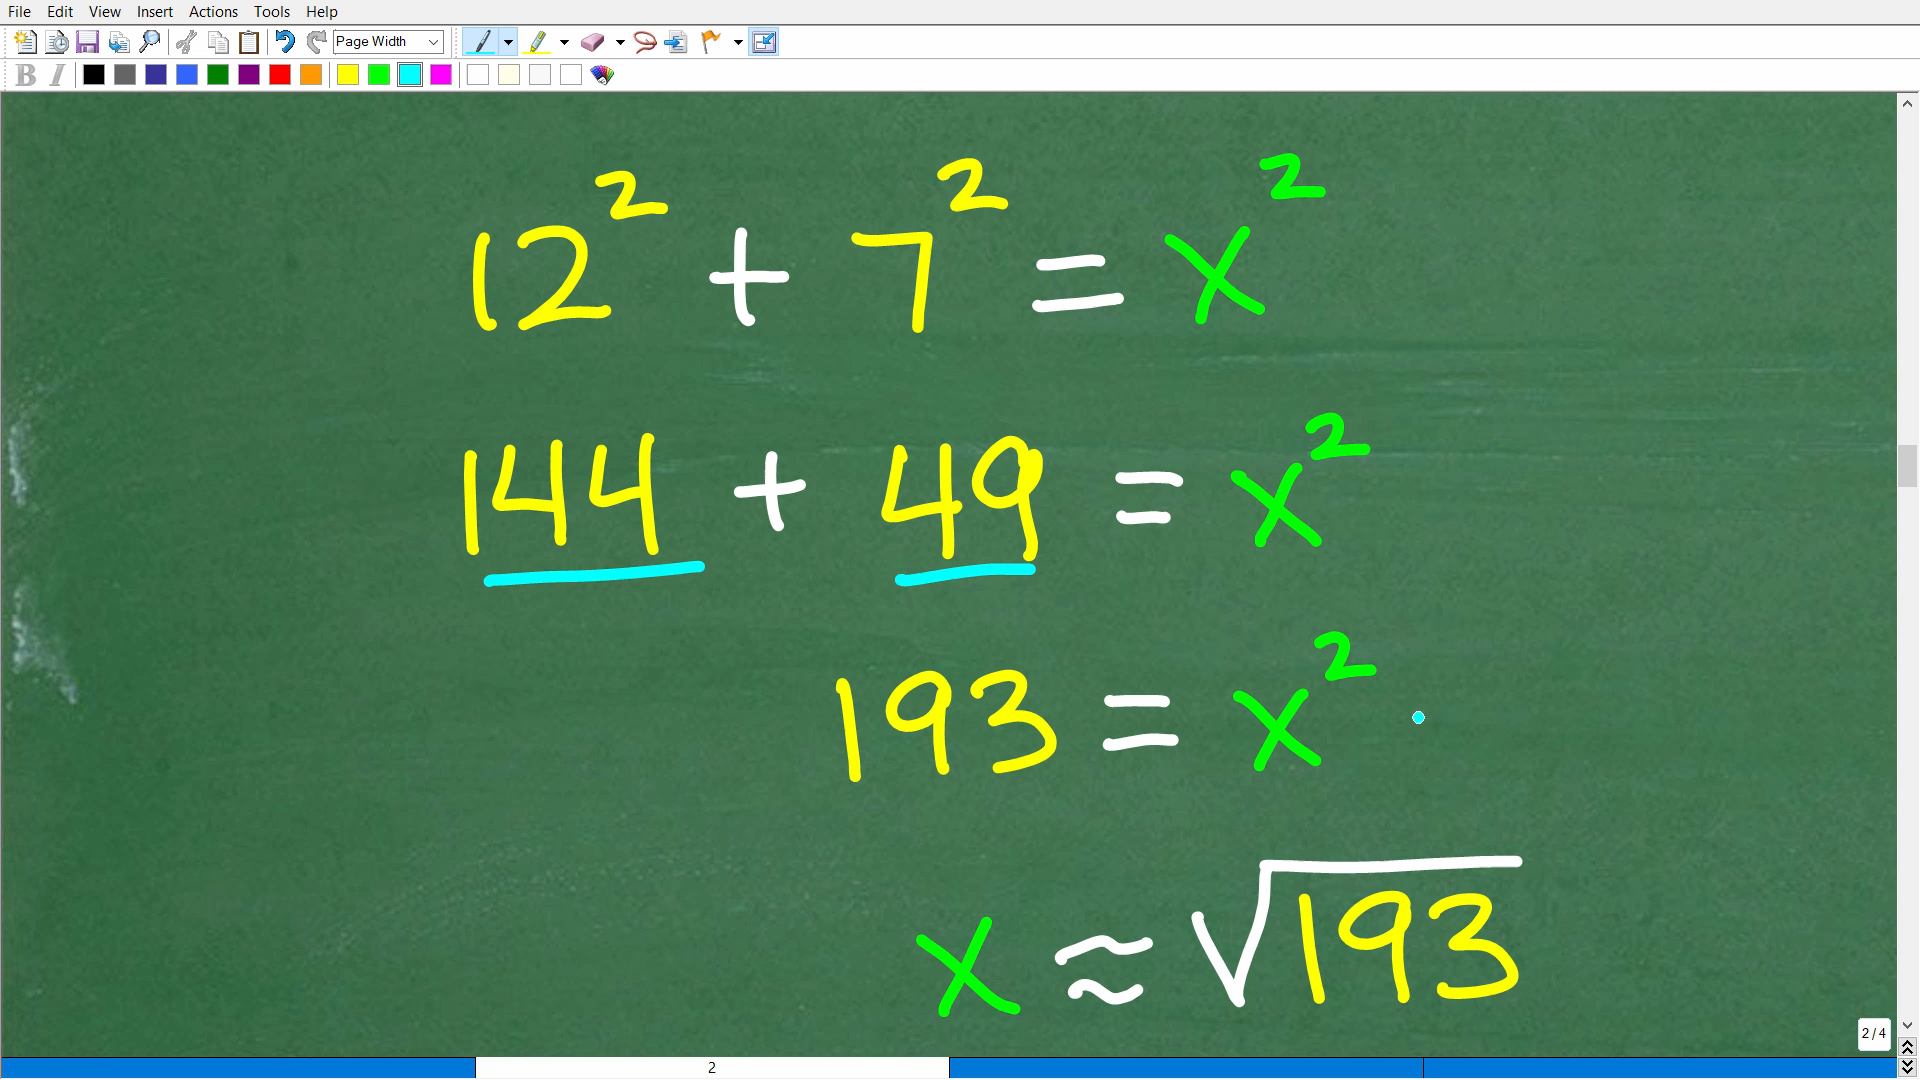 File Edit View Insert Actions Tools Help
Page Width
B I
12² + 7² = x²
144 + 49 = x²
193 = x²
x ≈ √193
2 / 4
2